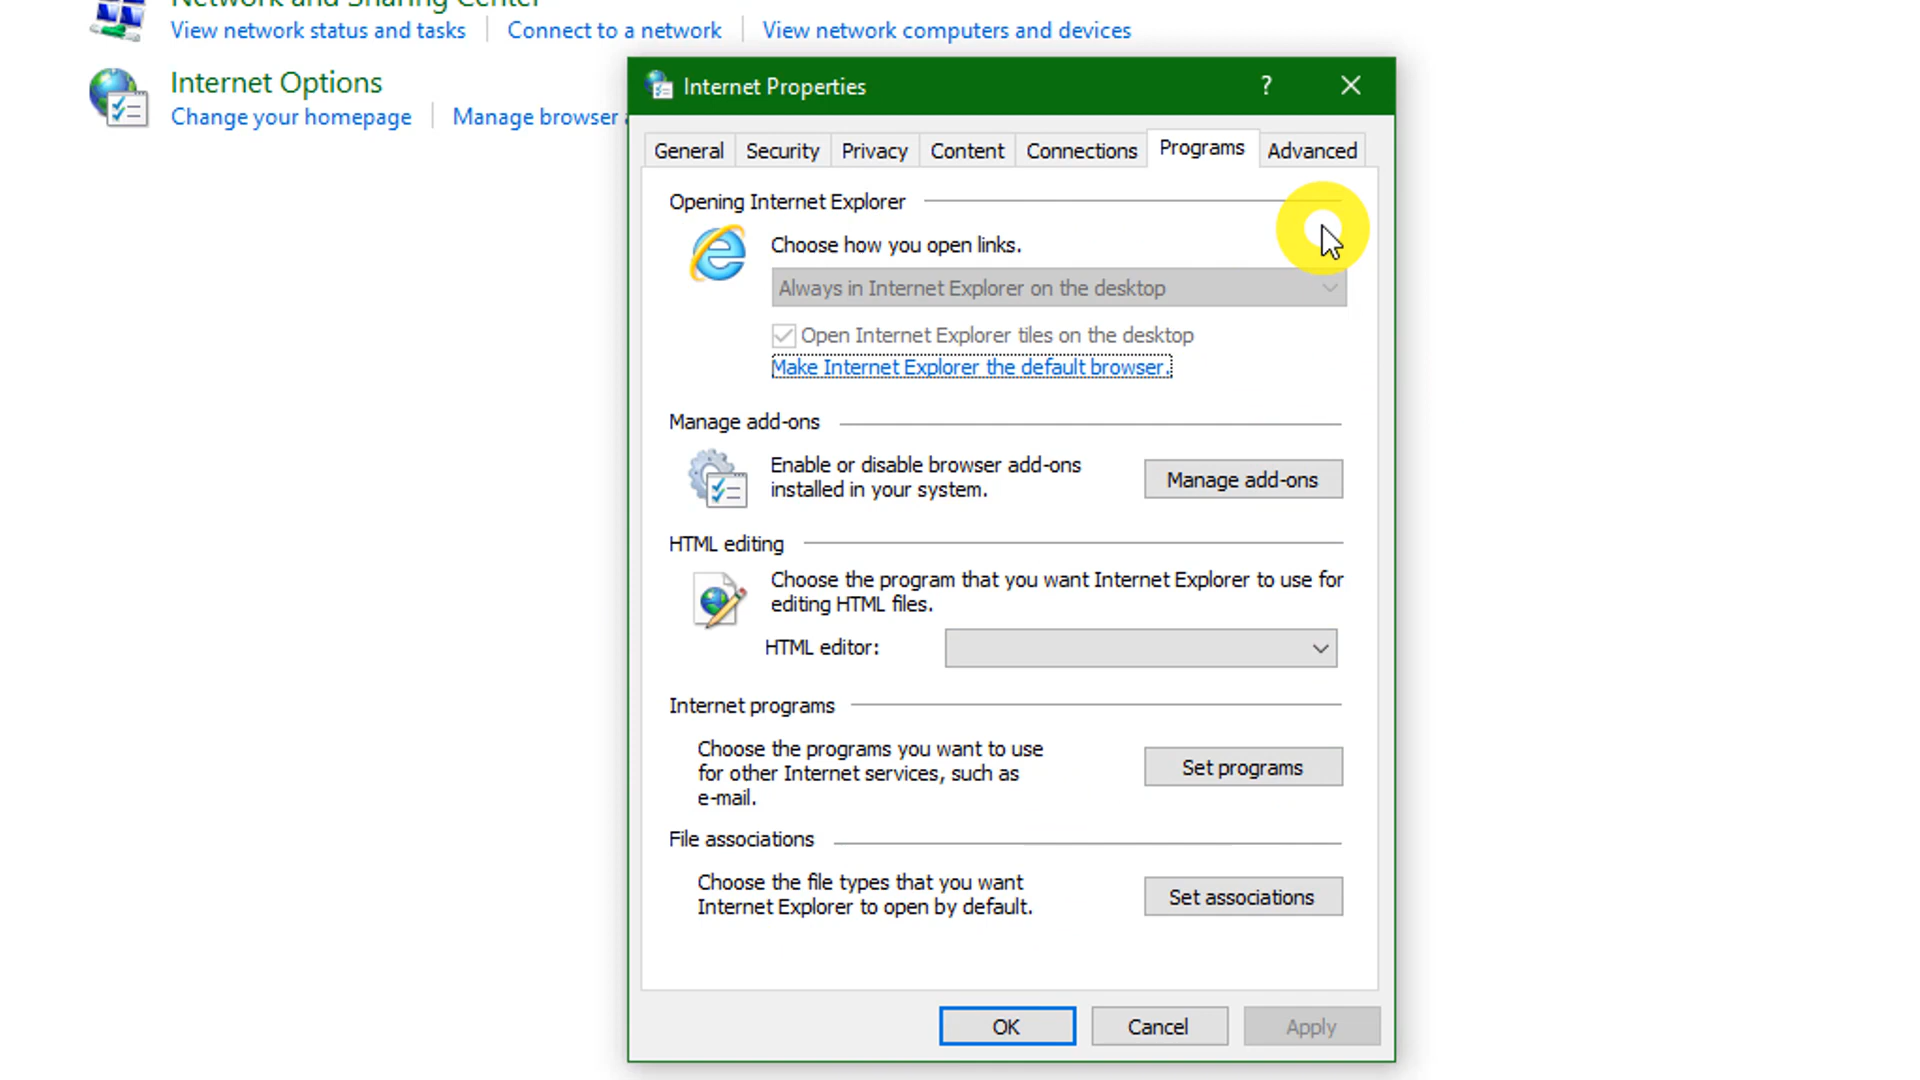 Network and Sharing Center
View network status and tasks Connect to a network View network computers and devices
Internet Options
Change your homepage Manage browser
Internet Properties ?
General Security Privacy Content Connections Programs Advanced
Opening Internet Explorer
Choose how you open links.
Always in Internet Explorer on the desktop
Open Internet Explorer tiles on the desktop
Make Internet Explorer the default browser.
Manage add-ons
Enable or disable browser add-ons
installed in your system.
Manage add-ons
HTML editing
Choose the program that you want Internet Explorer to use for
editing HTML files.
HTML editor:
Internet programs
Choose the programs you want to use
for other Internet services, such as
e-mail.
Set programs
File associations
Choose the file types that you want
Internet Explorer to open by default.
Set associations
OK Cancel Apply